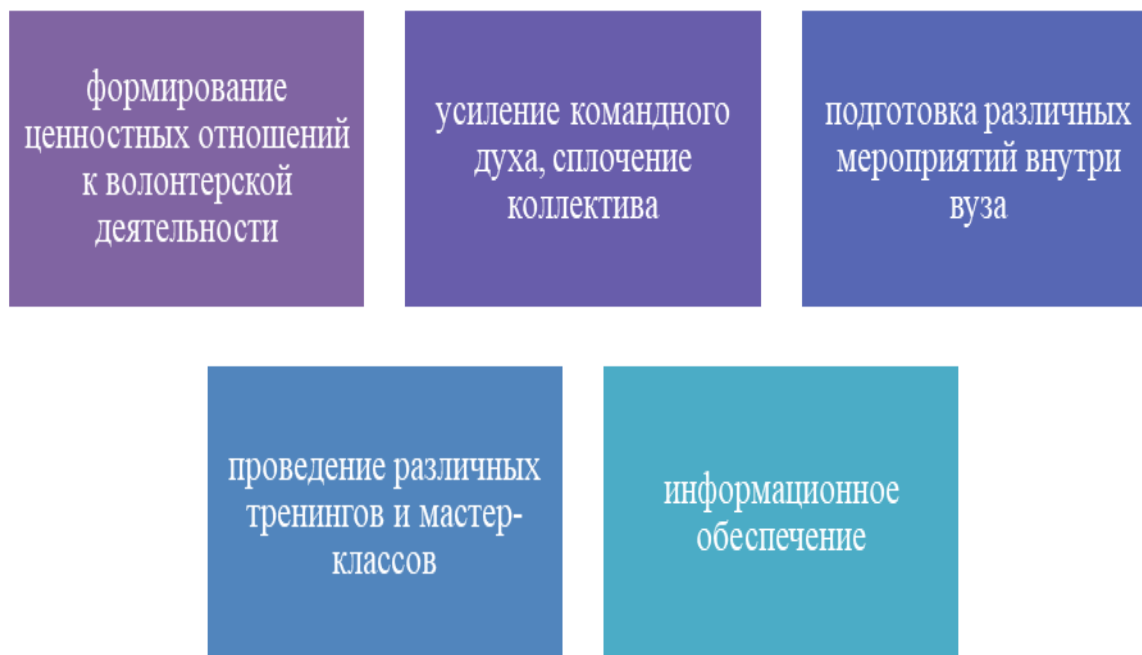 формирование
ценностных отношений
к волонтерской
деятельности
усиление командного
духа, сплочение
коллектива
подготовка различных
мероприятий внутри
вуза
проведение различных
тренингов и мастер-
классов
информационное
обеспечение